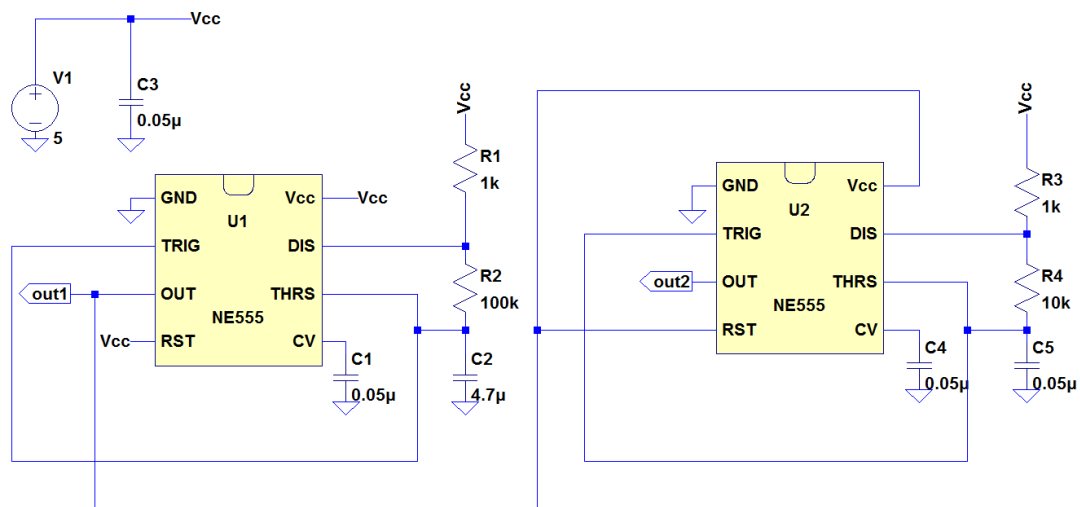 Vcc
V1
5
C3
0.05µ
Vcc
R1
1k
GND
Vcc
Vcc
U1
TRIG
DIS
R2
100k
out1
OUT
THRS
NE555
Vcc
RST
CV
C1
0.05µ
C2
4.7µ
Vcc
R3
1k
GND
Vcc
U2
TRIG
DIS
R4
10k
out2
OUT
THRS
NE555
RST
CV
C4
0.05µ
C5
0.05µ